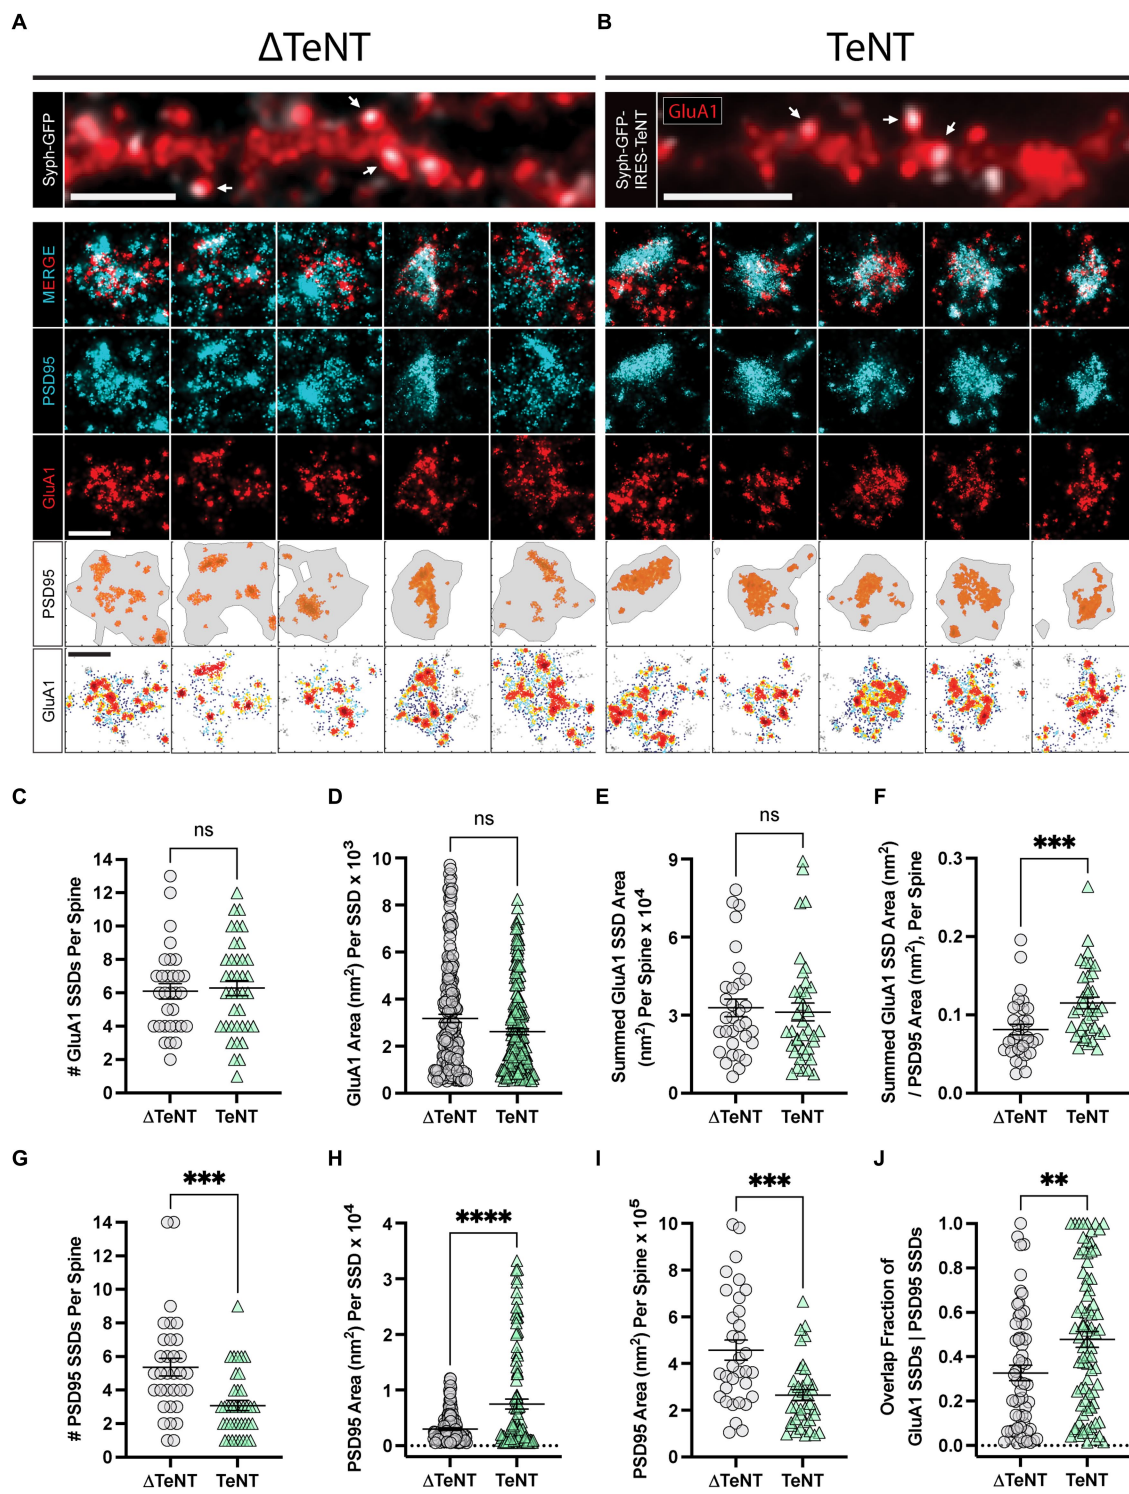 A
B
ΔTeNT
TeNT
Syph-GFP
Syph-GFP-
IRES-TeNT
GluA1
MERGE
PSD95
GluA1
PSD95
GluA1
C
ns
# GluA1 SSDs Per Spine
14
12
10
8
6
4
2
0
ΔTeNT
TeNT
D
ns
GluA1 Area (nm²) Per SSD x 10³
10
8
6
4
2
0
ΔTeNT
TeNT
E
ns
Summed GluA1 SSD Area
(nm²) Per Spine x 10⁴
9
6
3
0
ΔTeNT
TeNT
F
***
Summed GluA1 SSD Area (nm²)
/ PSD95 Area (nm²), Per Spine
0.3
0.2
0.1
0.0
ΔTeNT
TeNT
G
***
# PSD95 SSDs Per Spine
14
12
10
8
6
4
2
0
ΔTeNT
TeNT
H
****
PSD95 Area (nm²) Per SSD x 10⁴
4
3
2
1
0
ΔTeNT
TeNT
I
***
PSD95 Area (nm²) Per Spine x 10⁵
10
8
6
4
2
0
ΔTeNT
TeNT
J
**
Overlap Fraction of
GluA1 SSDs | PSD95 SSDs
1.0
0.8
0.6
0.4
0.2
0.0
ΔTeNT
TeNT